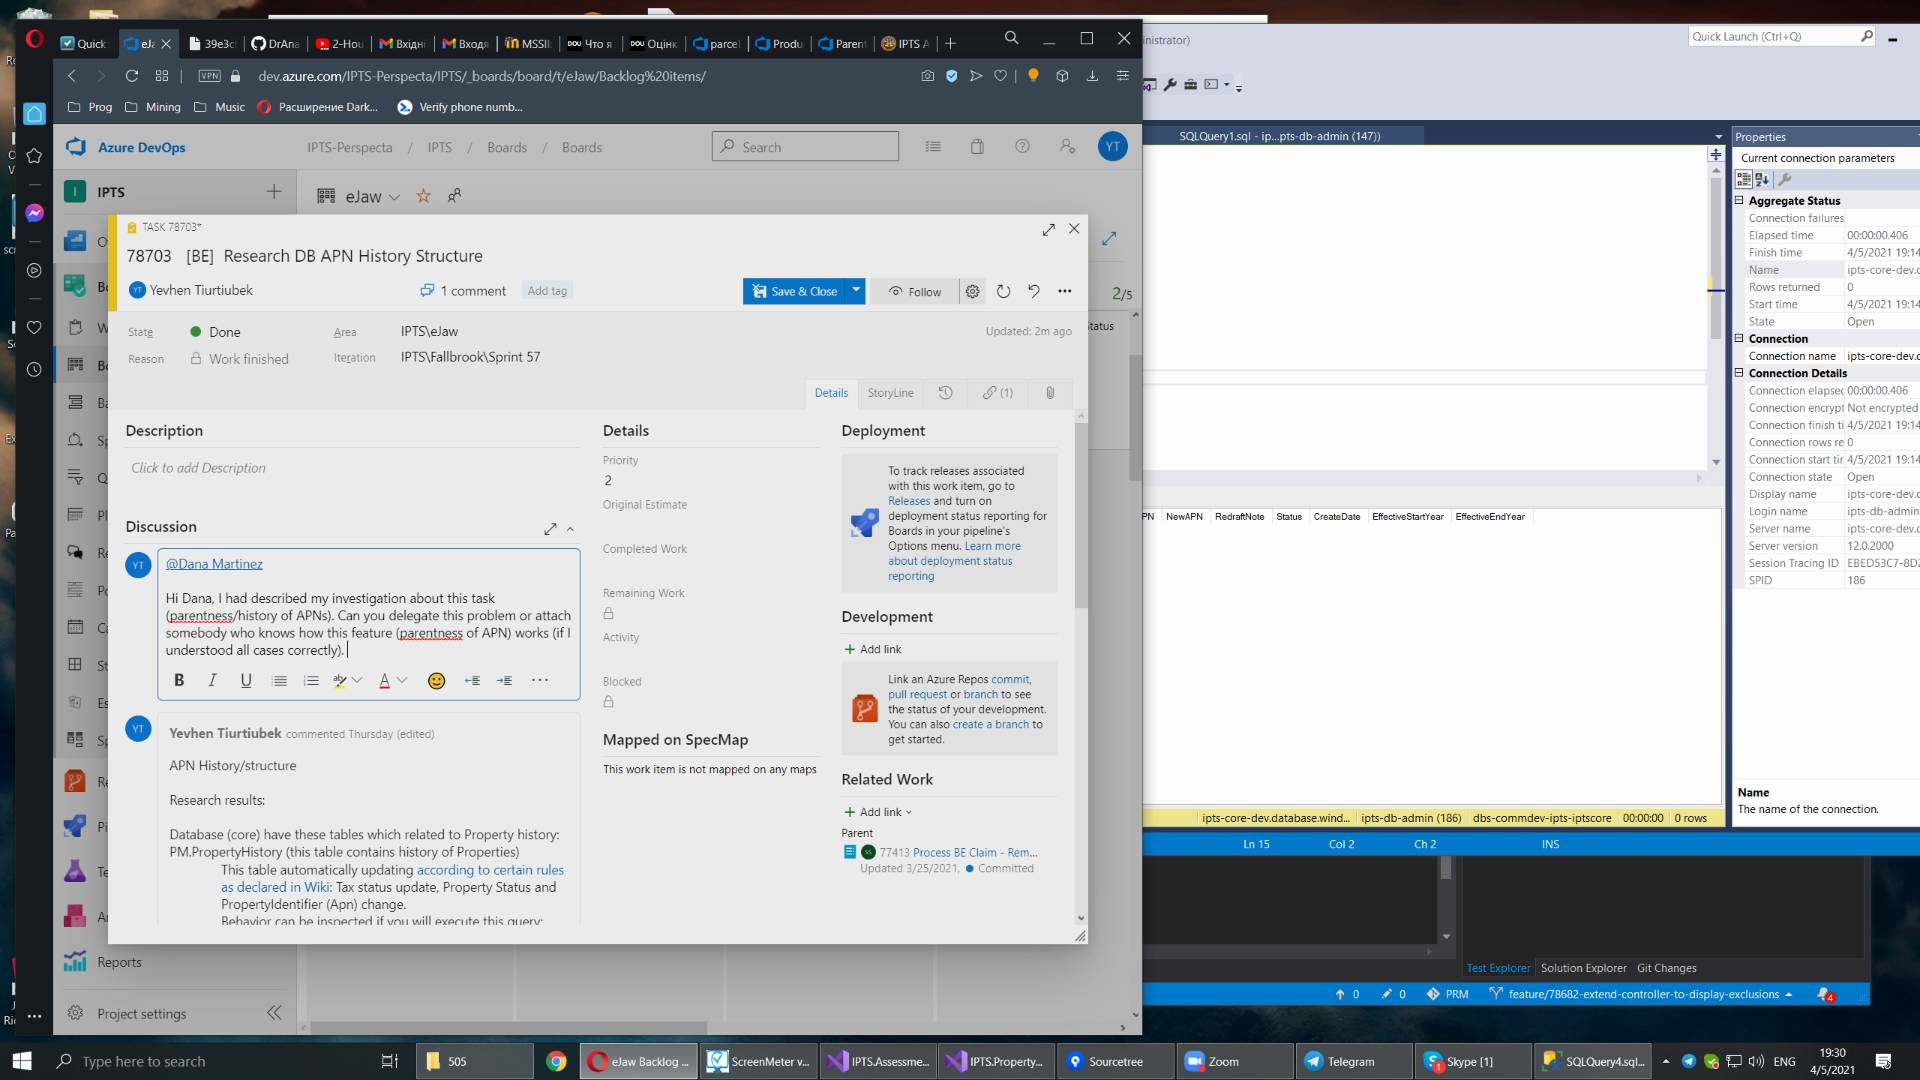 Quick
eJa
39e3c
DrAna
2-Hou
Вхідні
Входя
MSSII
DOU Что я
DOU Оцінк
parce
Produ
Paren
IPTS A
inistrator)
Quick Launch (Ctrl+Q)
VPN
dev.azure.com/IPTS-Perspecta/IPTS/_boards/board/t/eJaw/Backlog%20items/
Prog
Mining
Music
Расширение Dark...
Verify phone numb...
SQLQuery1.sql - ip...pts-db-admin (147))
Properties
Azure DevOps
IPTS-Perspecta / IPTS / Boards / Boards
Search
YT
Current connection parameters
I
IPTS
eJaw
Aggregate Status
Connection failures
Elapsed time 00:00:00.406
Finish time 4/5/2021 19:14
Name ipts-core-dev.d
Rows returned 0
Start time 4/5/2021 19:14
State Open
Connection
Connection name ipts-core-dev.d
Connection Details
Connection elapsec 00:00:00.406
Connection encrypt Not encrypted
Connection finish ti 4/5/2021 19:14
Connection rows re 0
Connection start tir 4/5/2021 19:14
Connection state Open
Display name ipts-core-dev.d
Login name ipts-db-admin
Server name ipts-core-dev.d
Server version 12.0.2000
Session Tracing ID EBED53C7-8D2
SPID 186
Name
The name of the connection.
TASK 78703*
78703 [BE] Research DB APN History Structure
YT Yevhen Tiurtiubek
1 comment
Add tag
Save & Close
Follow
2/5
State Done
Area IPTS\eJaw
Updated: 2m ago
tatus
Reason Work finished
Iteration IPTS\Fallbrook\Sprint 57
Details
StoryLine
(1)
Description
Click to add Description
Discussion
YT
@Dana Martinez
Hi Dana, I had described my investigation about this task
(parentness/history of APNs). Can you delegate this problem or attach
somebody who knows how this feature (parentness of APN) works (if I
understood all cases correctly).
B I U
YT
Yevhen Tiurtiubek commented Thursday (edited)
APN History/structure
Research results:
Database (core) have these tables which related to Property history:
PM.PropertyHistory (this table contains history of Properties)
This table automatically updating according to certain rules
as declared in Wiki: Tax status update, Property Status and
PropertyIdentifier (Apn) change.
Behavior can be inspected if you will execute this query:
Details
Priority
2
Original Estimate
Completed Work
Remaining Work
Activity
Blocked
Mapped on SpecMap
This work item is not mapped on any maps
Deployment
To track releases associated
with this work item, go to
Releases and turn on
deployment status reporting for
Boards in your pipeline's
Options menu. Learn more
about deployment status
reporting
Development
Add link
Link an Azure Repos commit,
pull request or branch to see
the status of your development.
You can also create a branch to
get started.
Related Work
Add link
Parent
77413 Process BE Claim - Rem...
Updated 3/25/2021, Committed
Reports
Project settings
PN
NewAPN
RedraftNote
Status
CreateDate
EffectiveStartYear
EffectiveEndYear
ipts-core-dev.database.wind...
ipts-db-admin (186)
dbs-commdev-ipts-iptscore
00:00:00
0 rows
Ln 15
Col 2
Ch 2
INS
Test Explorer
Solution Explorer
Git Changes
0
0
PRM
feature/78682-extend-controller-to-display-exclusions
4
Type here to search
505
eJaw Backlog ...
ScreenMeter v...
IPTS.Assessme...
IPTS.Property...
Sourcetree
Zoom
Telegram
Skype [1]
SQLQuery4.sql...
ENG
19:30
4/5/2021